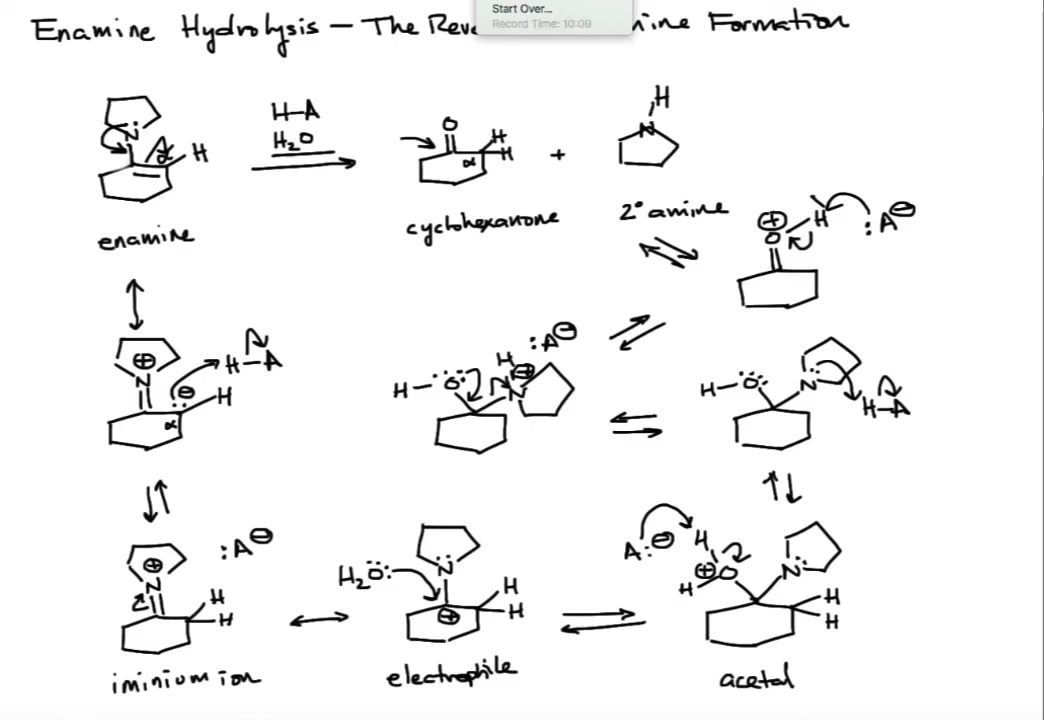 Start Over...
Record Time: 10:09
Enamine Hydrolysis – The Reve mine Formation
H–A
H₂O
N:
H
α
O
H
H
α
+
H
N
enamine
cyclohexanone
2° amine
⊕
O
H
:A⊖
⊕
N
⊖
H–A
H
α
H–O:
H
⊕
N
:A⊖
H–O:
N:
H–A
⊕
N
:A⊖
H
H
H₂O:
N
H
H
⊕
A:⊖
H
⊕
O
H
N:
H
H
iminium ion
electrophile
acetal